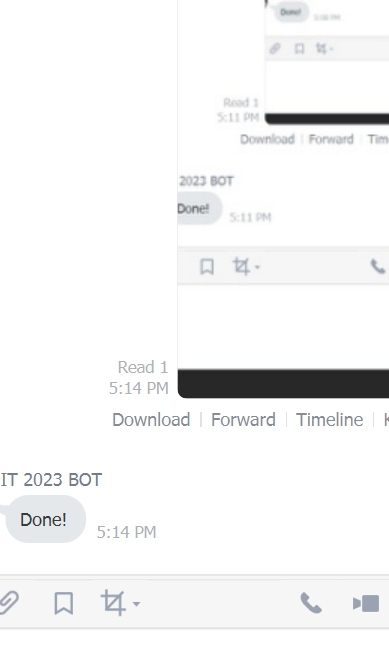 Done!
5:08 PM
Read 1
5:11 PM
Download | Forward | Tim
2023 BOT
Done!
5:11 PM
Read 1
5:14 PM
Download | Forward | Timeline | K
IT 2023 BOT
Done!
5:14 PM